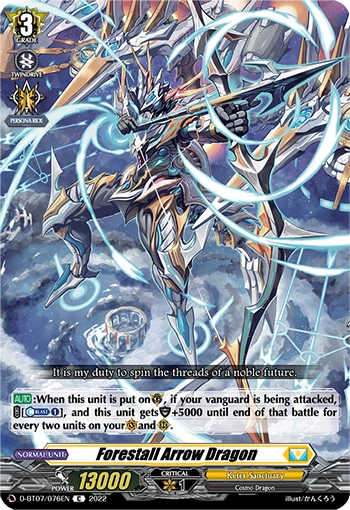 3
GRADE
TWINDRIVE
PERSONA RIDE
It is my duty to spin the threads of a noble future.
AUTO:When this unit is put on , if your vanguard is being attacked,
[C BLAST 1], and this unit gets +5000 until end of that battle for
every two units on your and .
NORMAL UNIT
Forestall Arrow Dragon
POWER 13000 CRITICAL 1 Keter Sanctuary
Cosmo Dragon
D-BT07/076EN C 2022 illust/かんくろう